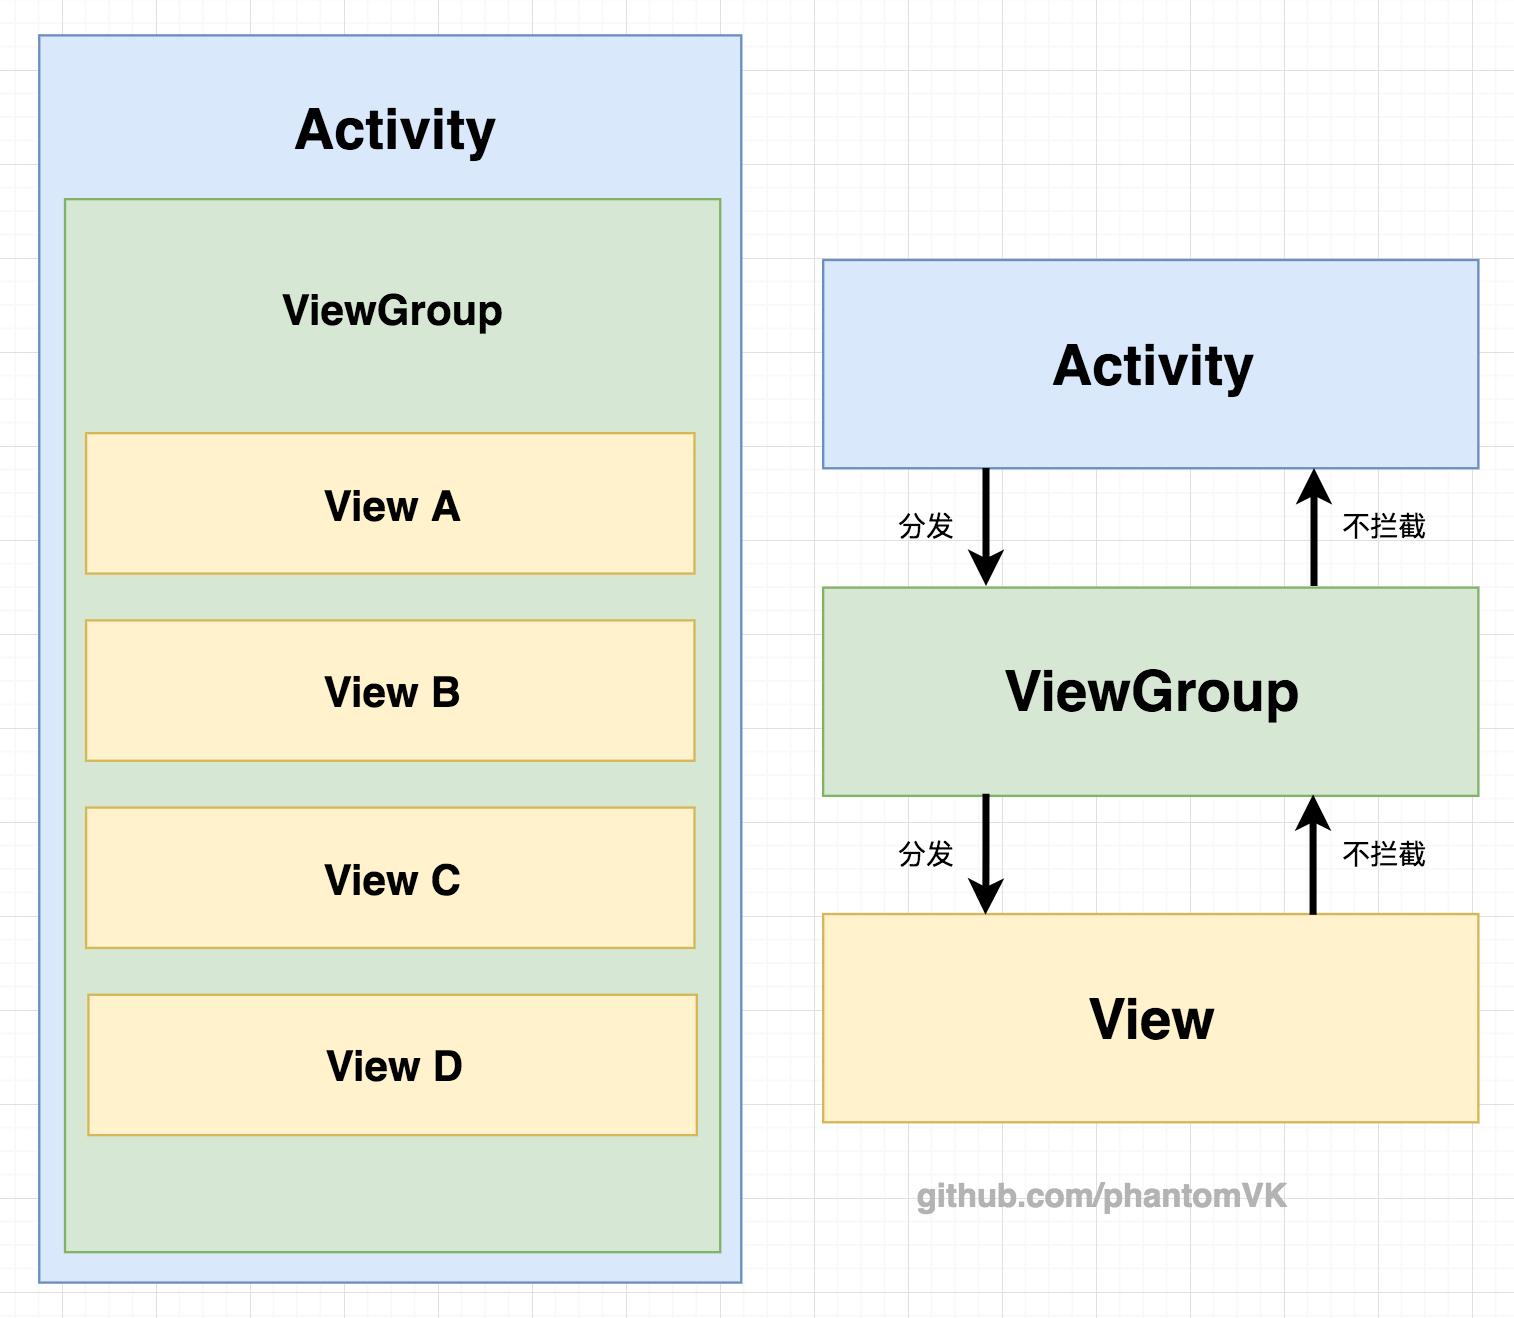 Activity
ViewGroup
View A
View B
View C
View D
Activity
分发
不拦截
ViewGroup
分发
不拦截
View
github.com/phantomVK